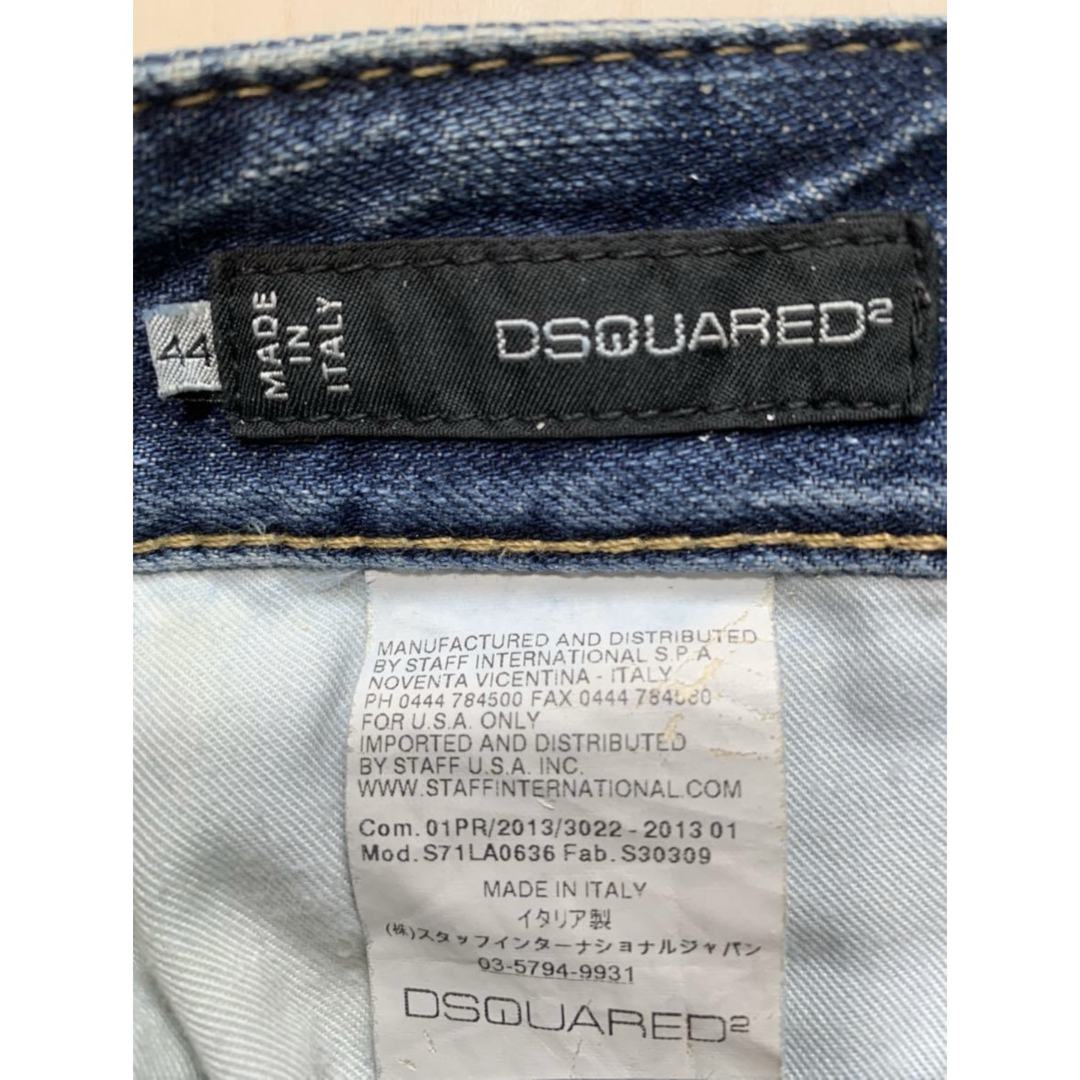 44
MADE
IN
ITALY
DSQUARED2
MANUFACTURED AND DISTRIBUTED
BY STAFF INTERNATIONAL S.P.A
NOVENTA VICENTINA - ITALY
PH 0444 784500 FAX 0444
FOR U.S.A. ONLY
IMPORTED AND DISTRIBUTED
BY STAFF U.S.A. INC.
WWW.STAFFINTERNATIONAL.COM
Com. 01PR/2013/3022 - 2013 01
Mod. S71LA0636 Fab. S30309
MADE IN ITALY
イタリア製
(株)スタッフインターナショナルジャパン
03-5794-9931
DSQUARED2